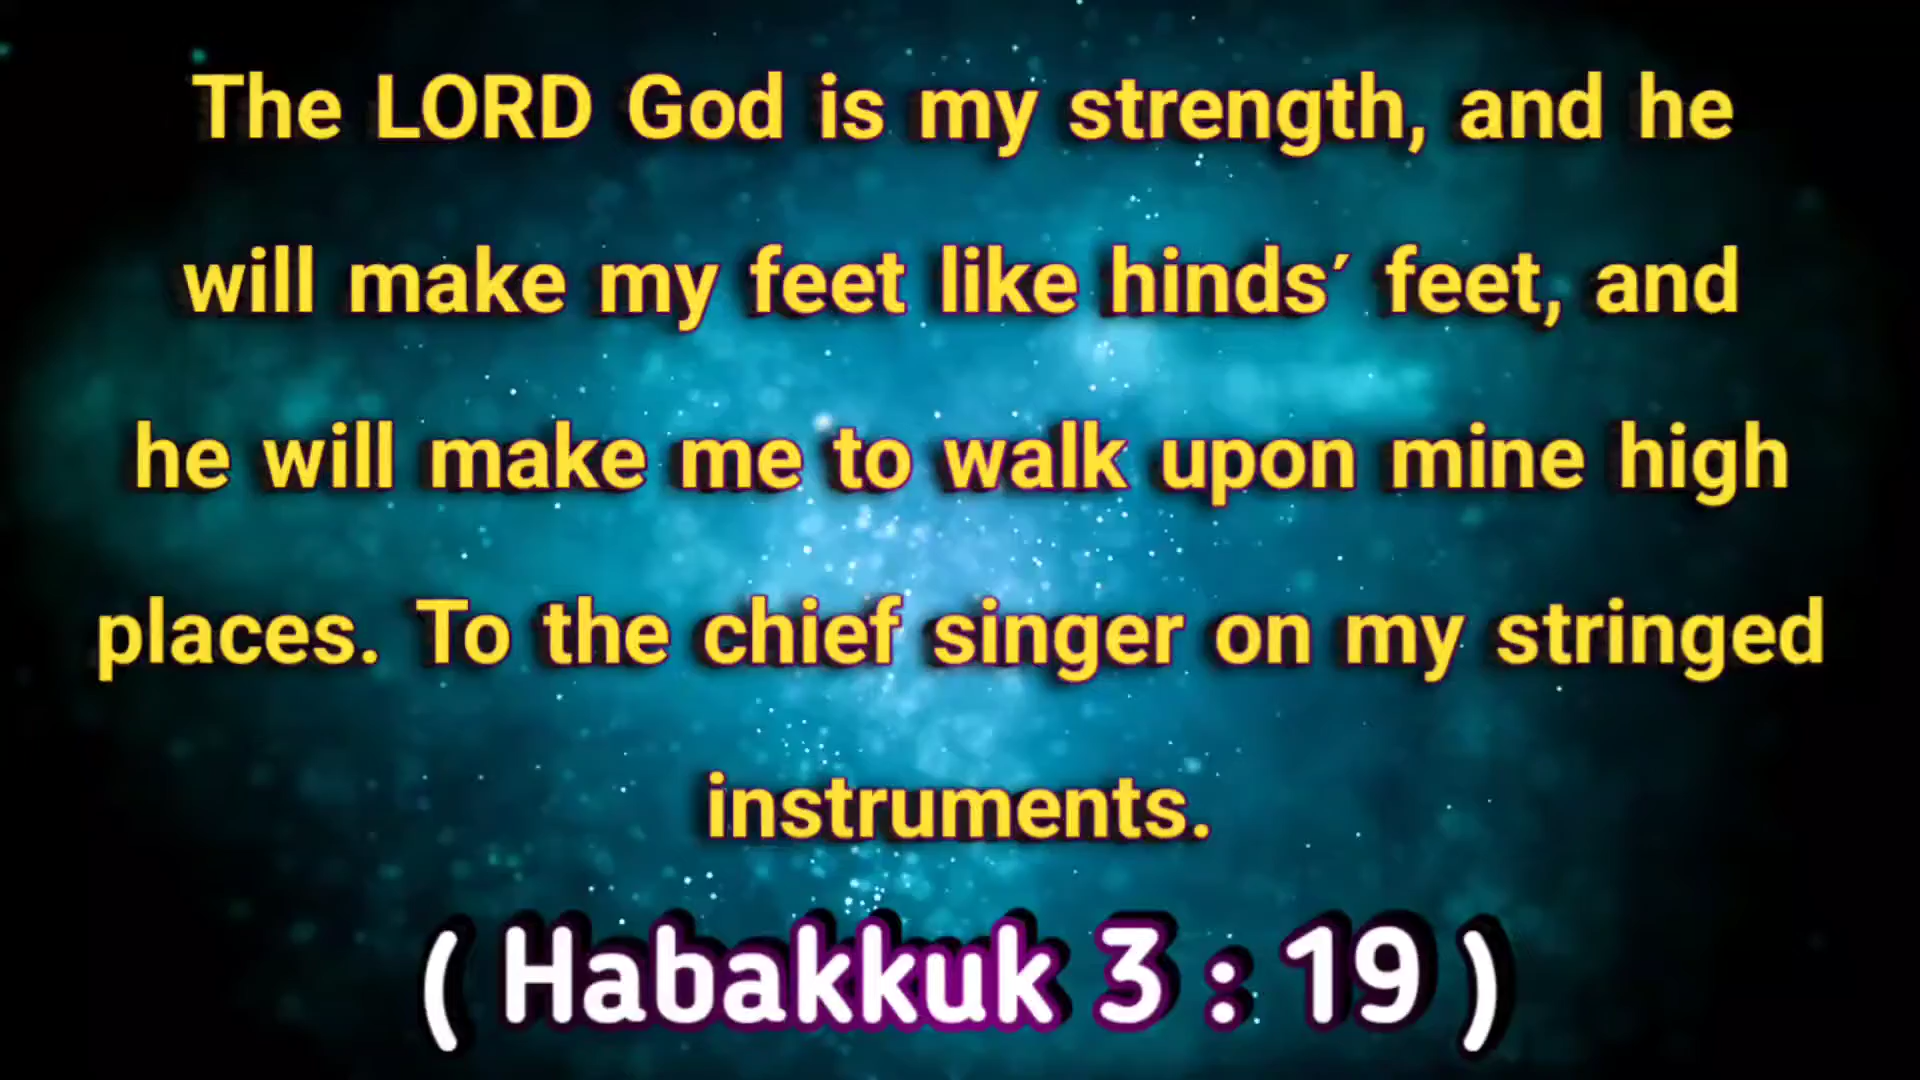 The LORD God is my strength, and he
will make my feet like hinds′ feet, and
he will make me to walk upon mine high
places. To the chief singer on my stringed
instruments.
( Habakkuk 3 : 19 )